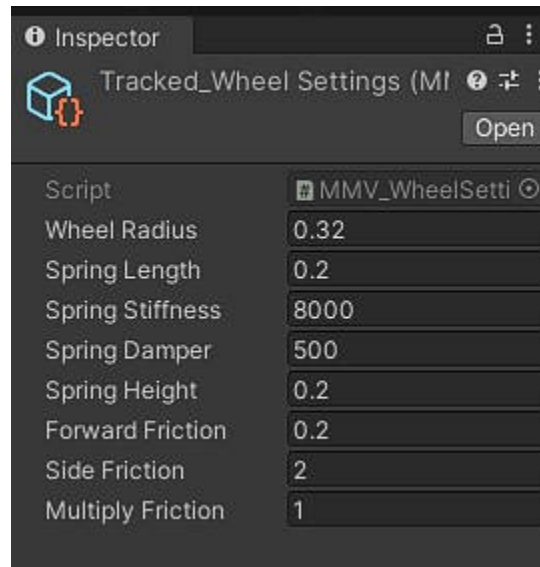 Inspector
Tracked_Wheel Settings (MI
Open
Script MMV_WheelSetti
Wheel Radius 0.32
Spring Length 0.2
Spring Stiffness 8000
Spring Damper 500
Spring Height 0.2
Forward Friction 0.2
Side Friction 2
Multiply Friction 1